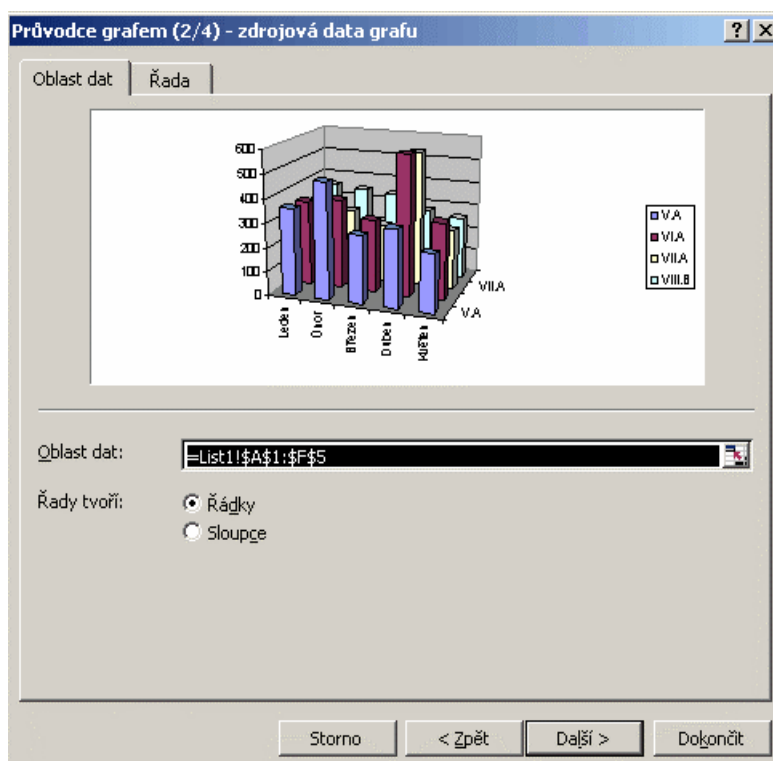 Průvodce grafem (2/4) - zdrojová data grafu
Oblast dat
Řada
600
500
400
300
200
100
0
Leden
Únor
Březen
Duben
Květen
V.A
VII.A
V.A
VI.A
VII.A
VIII.B
Oblast dat:
=List1!$A$1:$F$5
Řady tvoří:
Řádky
Sloupce
Storno
< Zpět
Další >
Dokončit